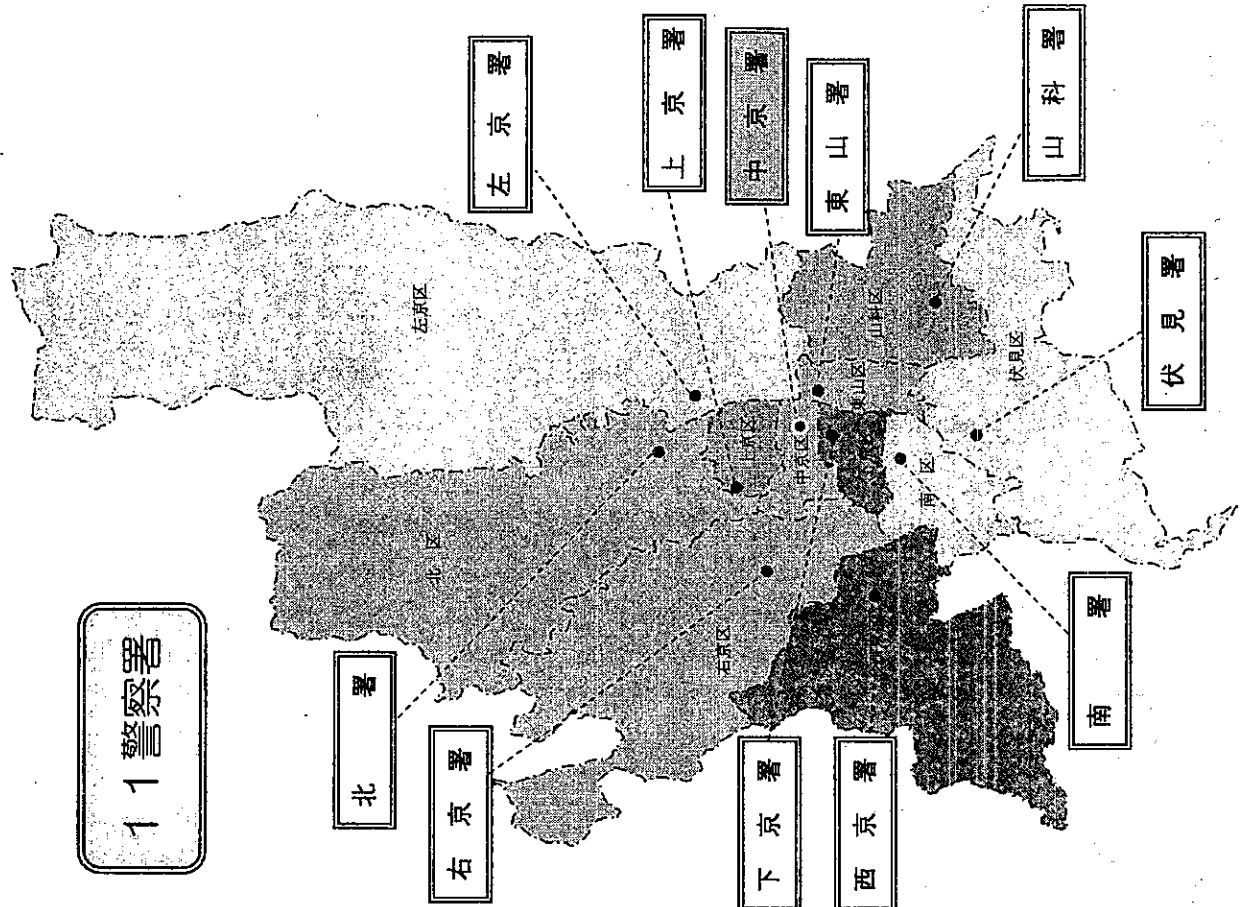 11警察署
北署
右京署
下京署
西京署
南署
左京署
上京署
中京署
東山署
山科署
伏見署
左京区
北区
右京区
上京区
中京区
東山区
山科区
伏見区
南区